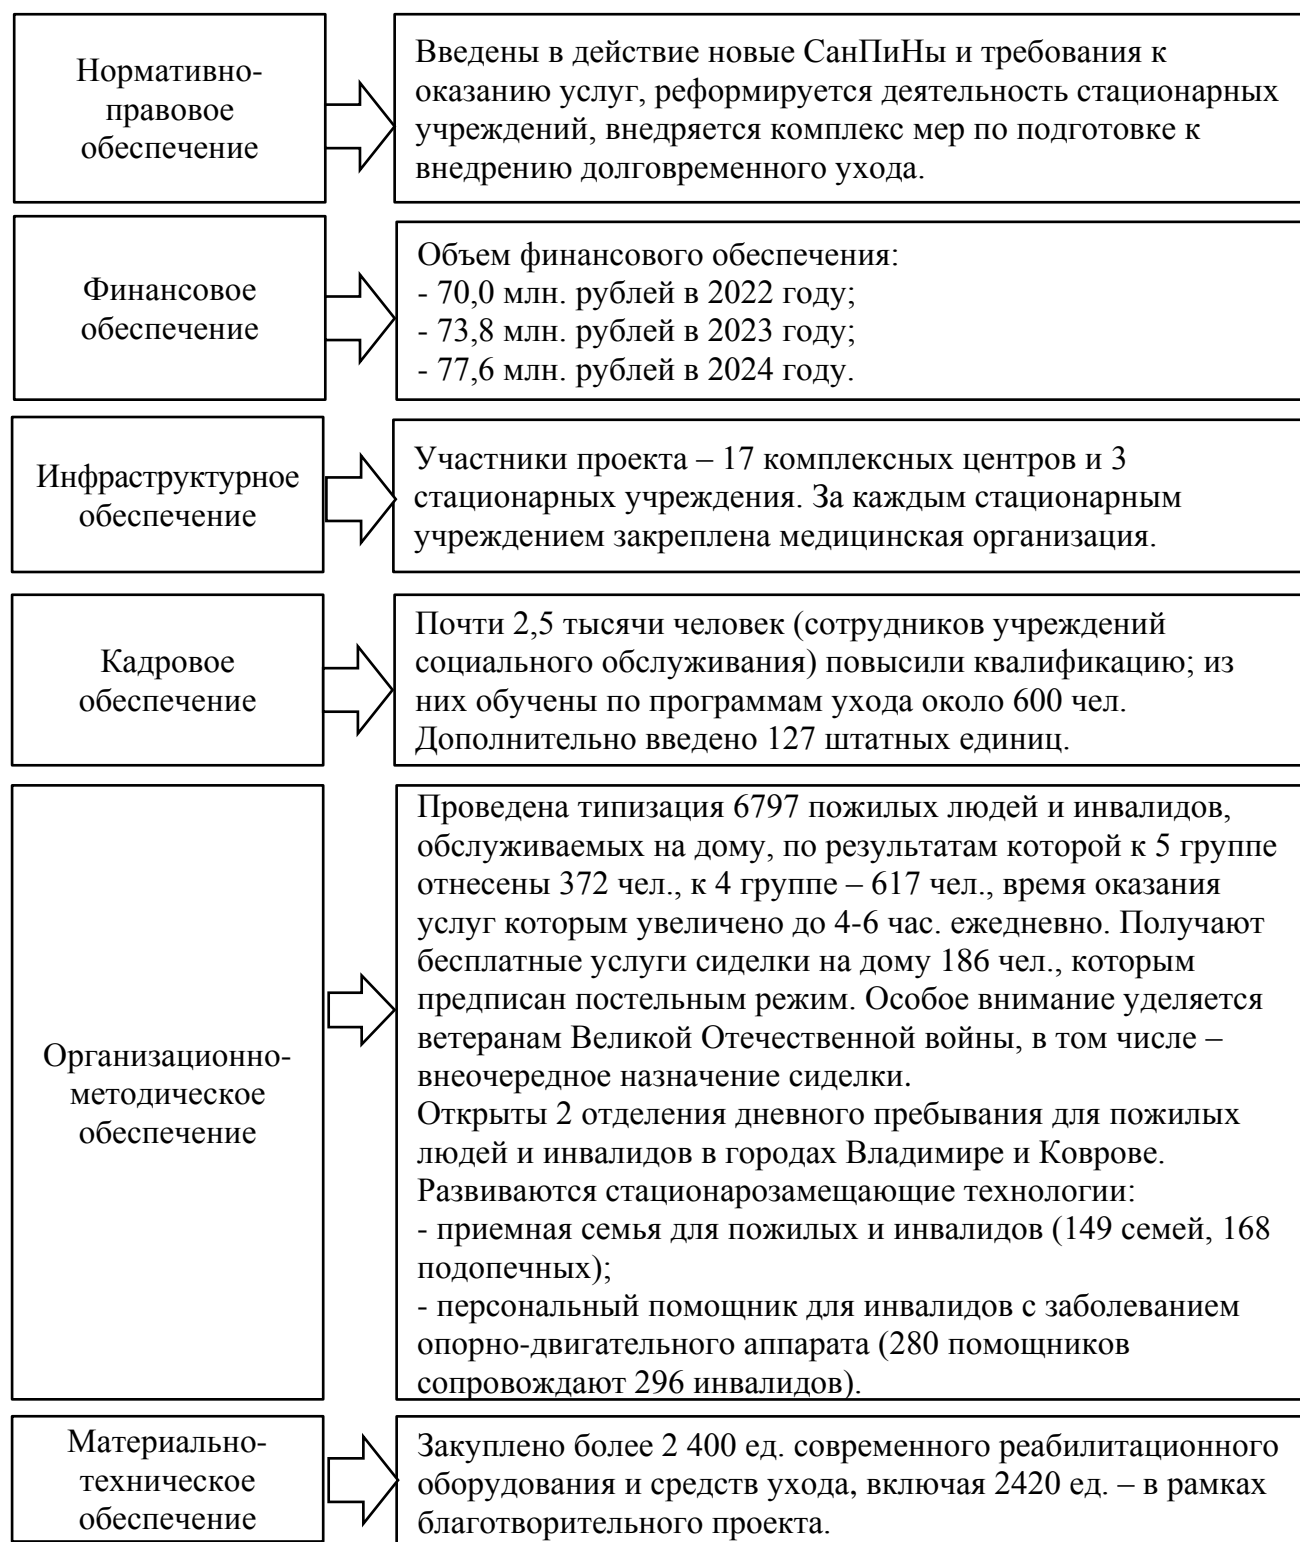 Нормативно-
правовое
обеспечение
Введены в действие новые СанПиНы и требования к
оказанию услуг, реформируется деятельность стационарных
учреждений, внедряется комплекс мер по подготовке к
внедрению долговременного ухода.
Финансовое
обеспечение
Объем финансового обеспечения:
- 70,0 млн. рублей в 2022 году;
- 73,8 млн. рублей в 2023 году;
- 77,6 млн. рублей в 2024 году.
Инфраструктурное
обеспечение
Участники проекта – 17 комплексных центров и 3
стационарных учреждения. За каждым стационарным
учреждением закреплена медицинская организация.
Кадровое
обеспечение
Почти 2,5 тысячи человек (сотрудников учреждений
социального обслуживания) повысили квалификацию; из
них обучены по программам ухода около 600 чел.
Дополнительно введено 127 штатных единиц.
Организационно-
методическое
обеспечение
Проведена типизация 6797 пожилых людей и инвалидов,
обслуживаемых на дому, по результатам которой к 5 группе
отнесены 372 чел., к 4 группе – 617 чел., время оказания
услуг которым увеличено до 4-6 час. ежедневно. Получают
бесплатные услуги сиделки на дому 186 чел., которым
предписан постельным режим. Особое внимание уделяется
ветеранам Великой Отечественной войны, в том числе –
внеочередное назначение сиделки.
Открыты 2 отделения дневного пребывания для пожилых
людей и инвалидов в городах Владимире и Коврове.
Развиваются стационарозамещающие технологии:
- приемная семья для пожилых и инвалидов (149 семей, 168
подопечных);
- персональный помощник для инвалидов с заболеванием
опорно-двигательного аппарата (280 помощников
сопровождают 296 инвалидов).
Материально-
техническое
обеспечение
Закуплено более 2 400 ед. современного реабилитационного
оборудования и средств ухода, включая 2420 ед. – в рамках
благотворительного проекта.